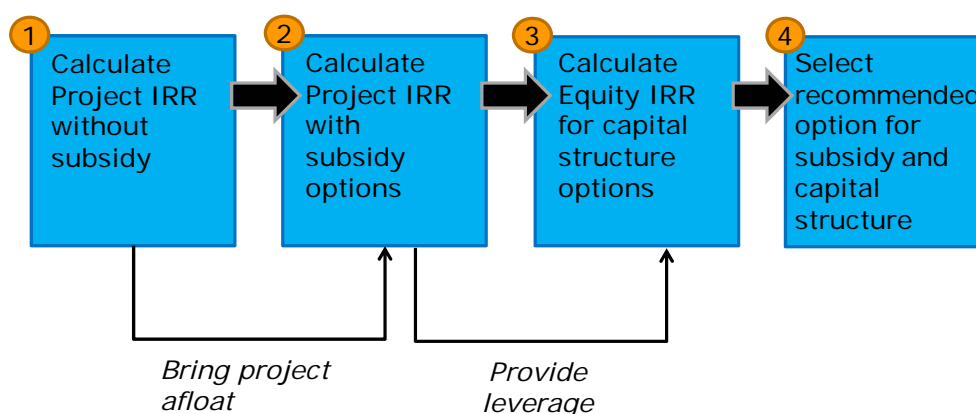 1
Calculate
Project IRR
without
subsidy
2
Calculate
Project IRR
with
subsidy
options
3
Calculate
Equity IRR
for capital
structure
options
4
Select
recommended
option for
subsidy and
capital
structure
Bring project
afloat
Provide
leverage